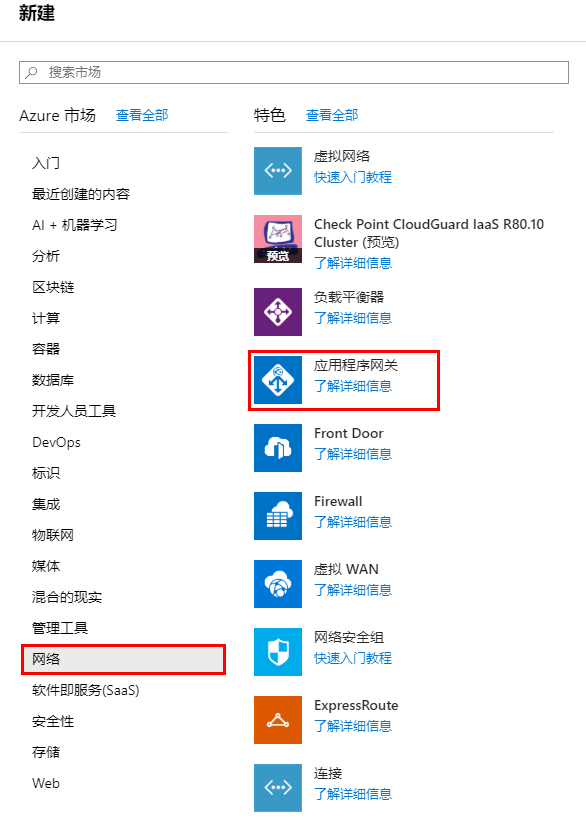 新建
搜索市场
Azure 市场 查看全部
入门
最近创建的内容
AI + 机器学习
分析
区块链
计算
容器
数据库
开发人员工具
DevOps
标识
集成
物联网
媒体
混合的现实
管理工具
网络
软件即服务(SaaS)
安全性
存储
Web
特色 查看全部
虚拟网络
快速入门教程
预览
Check Point CloudGuard IaaS R80.10
Cluster (预览)
了解详细信息
负载平衡器
了解详细信息
应用程序网关
了解详细信息
Front Door
了解详细信息
Firewall
了解详细信息
虚拟 WAN
了解详细信息
网络安全组
快速入门教程
ExpressRoute
了解详细信息
连接
了解详细信息